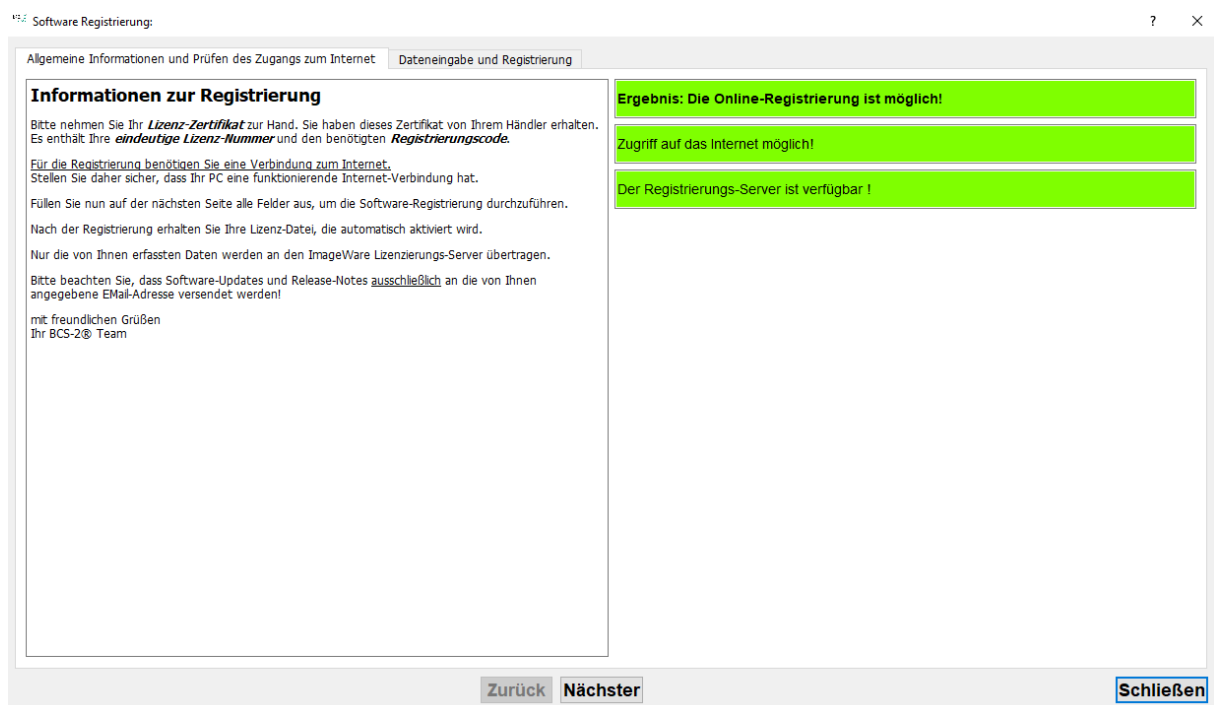 Software Registrierung:
Allgemeine Informationen und Prüfen des Zugangs zum Internet
Dateneingabe und Registrierung
Informationen zur Registrierung
Bitte nehmen Sie Ihr Lizenz-Zertifikat zur Hand. Sie haben dieses Zertifikat von Ihrem Händler erhalten.
Es enthält Ihre eindeutige Lizenz-Nummer und den benötigten Registrierungscode.
Für die Registrierung benötigen Sie eine Verbindung zum Internet.
Stellen Sie daher sicher, dass Ihr PC eine funktionierende Internet-Verbindung hat.
Füllen Sie nun auf der nächsten Seite alle Felder aus, um die Software-Registrierung durchzuführen.
Nach der Registrierung erhalten Sie Ihre Lizenz-Datei, die automatisch aktiviert wird.
Nur die von Ihnen erfassten Daten werden an den ImageWare Lizenzierungs-Server übertragen.
Bitte beachten Sie, dass Software-Updates und Release-Notes ausschließlich an die von Ihnen
angegebene EMail-Adresse versendet werden!
mit freundlichen Grüßen
Ihr BCS-2® Team
Ergebnis: Die Online-Registrierung ist möglich!
Zugriff auf das Internet möglich!
Der Registrierungs-Server ist verfügbar !
Zurück
Nächster
Schließen